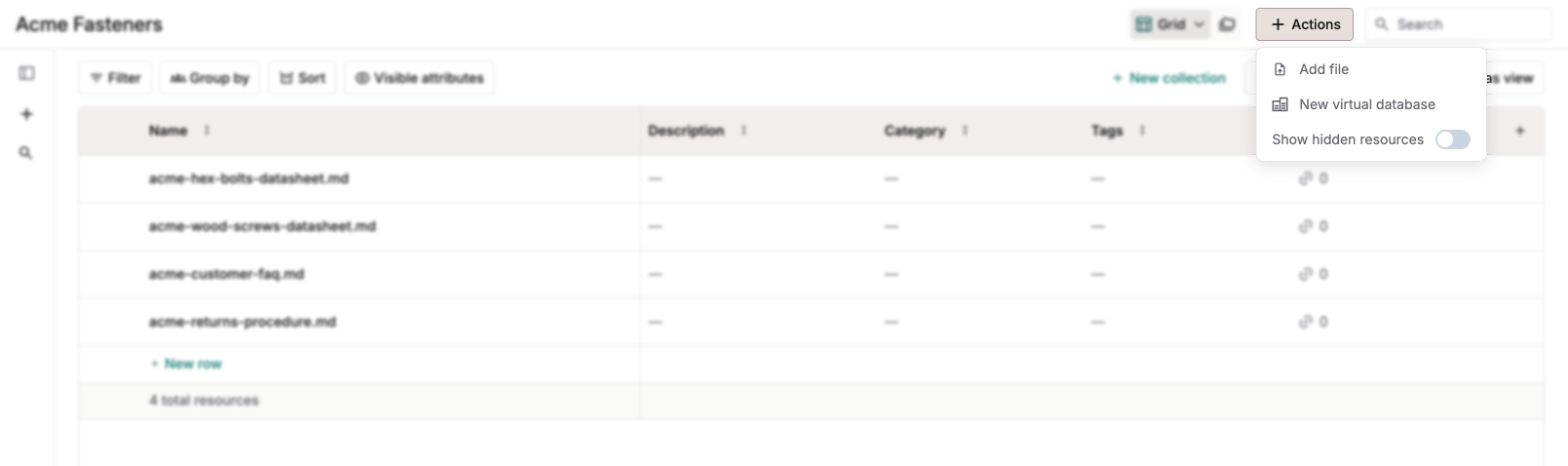 Acme Fasteners
Grid
+ Actions
Search
Filter
Group by
Sort
Visible attributes
+ New collection
as view
Add file
New virtual database
Show hidden resources
Name
Description
Category
Tags
+
acme-hex-bolts-datasheet.md — — — 0
acme-wood-screws-datasheet.md — — — 0
acme-customer-faq.md — — — 0
acme-returns-procedure.md — — — 0
+ New row
4 total resources